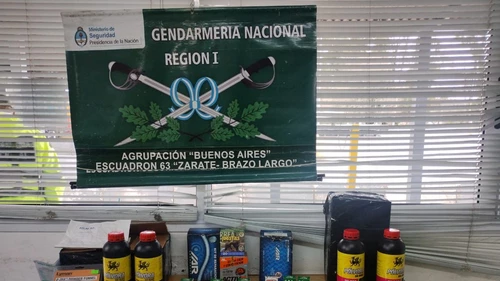 Ministerio de
Seguridad
Presidencia de la Nación
GENDARMERIA NACIONAL
REGION I
AGRUPACIÓN "BUENOS AIRES"
ESCUADRON 63 "ZARATE- BRAZO LARGO"